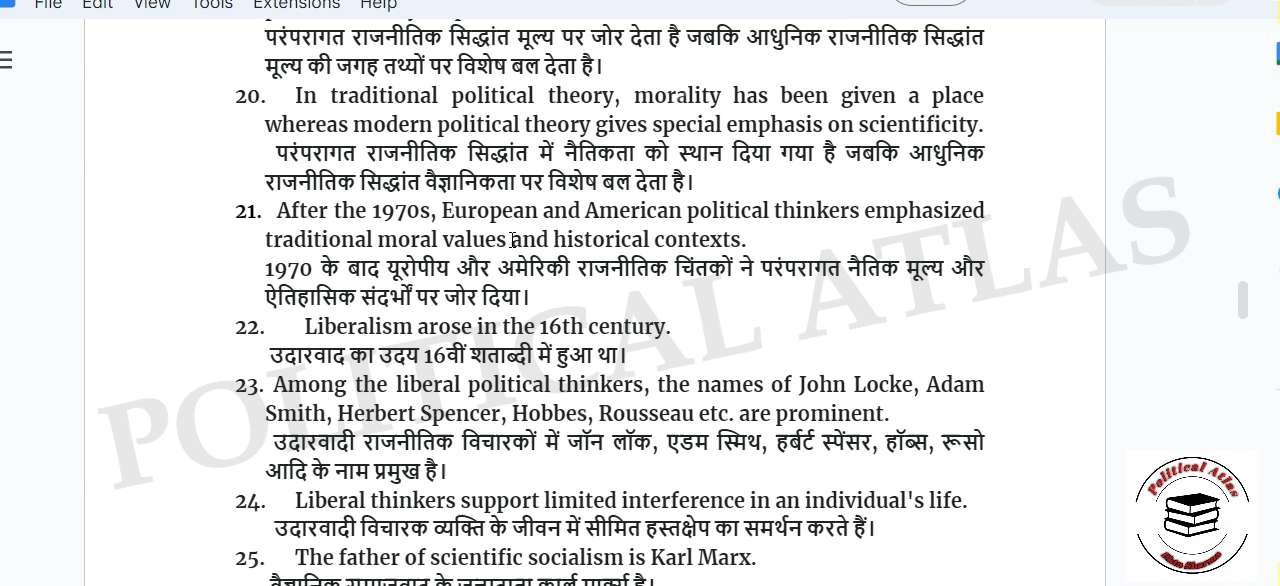 File Edit View Tools Extensions Help
परंपरागत राजनीतिक सिद्धांत मूल्य पर जोर देता है जबकि आधुनिक राजनीतिक सिद्धांत
मूल्य की जगह तथ्यों पर विशेष बल देता है।
20. In traditional political theory, morality has been given a place
whereas modern political theory gives special emphasis on scientificity.
परंपरागत राजनीतिक सिद्धांत में नैतिकता को स्थान दिया गया है जबकि आधुनिक
राजनीतिक सिद्धांत वैज्ञानिकता पर विशेष बल देता है।
21. After the 1970s, European and American political thinkers emphasized
traditional moral values and historical contexts.
1970 के बाद यूरोपीय और अमेरिकी राजनीतिक चिंतकों ने परंपरागत नैतिक मूल्य और
ऐतिहासिक संदर्भों पर जोर दिया।
22. Liberalism arose in the 16th century.
उदारवाद का उदय 16वीं शताब्दी में हुआ था।
23. Among the liberal political thinkers, the names of John Locke, Adam
Smith, Herbert Spencer, Hobbes, Rousseau etc. are prominent.
उदारवादी राजनीतिक विचारकों में जॉन लॉक, एडम स्मिथ, हर्बर्ट स्पेंसर, हॉब्स, रूसो
आदि के नाम प्रमुख है।
24. Liberal thinkers support limited interference in an individual's life.
उदारवादी विचारक व्यक्ति के जीवन में सीमित हस्तक्षेप का समर्थन करते हैं।
25. The father of scientific socialism is Karl Marx.
POLITICAL ATLAS
Political Atlas